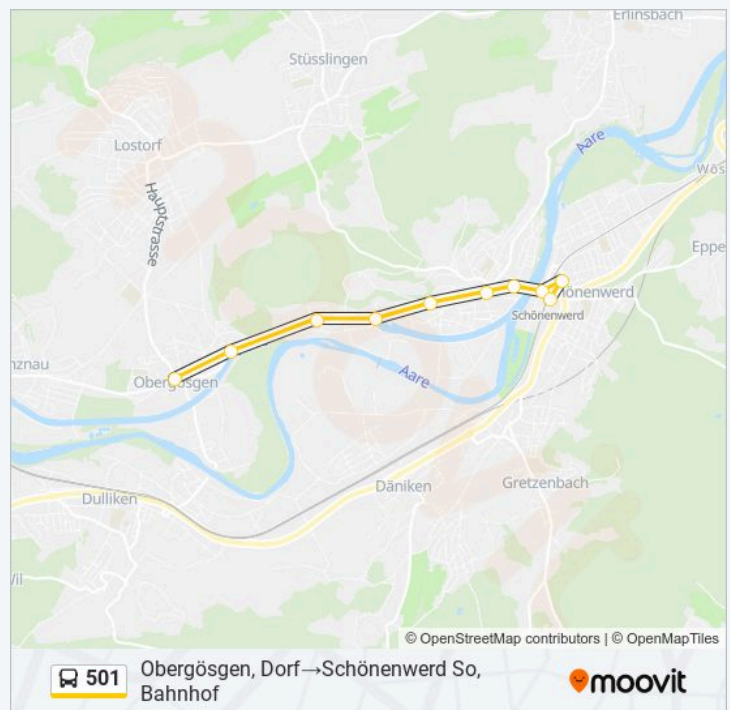 Erlinsbach
Stüsslingen
Aare
Lostorf
Wös
Hauptstrasse
Eppe
önenwerd
Schönenwerd
nznau
Obergösgen
Aare
Däniken
Gretzenbach
Dulliken
Vil
© OpenStreetMap contributors | © OpenMapTiles
501
Obergösgen, Dorf→Schönenwerd So,
Bahnhof
moovit